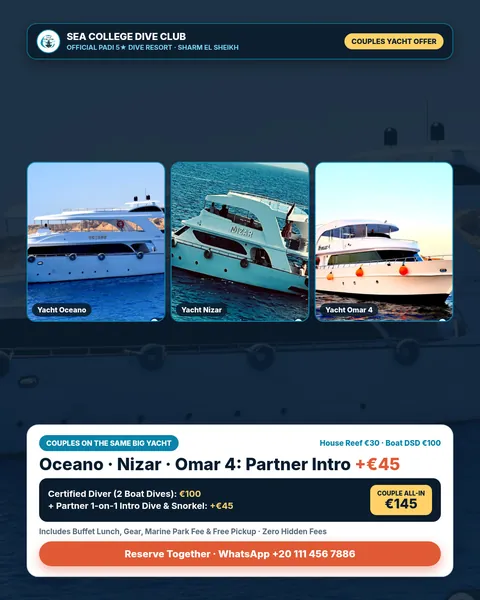 SEA COLLEGE DIVE CLUB
OFFICIAL PADI 5★ DIVE RESORT · SHARM EL SHEIKH
COUPLES YACHT OFFER
Yacht Oceano
Yacht Nizar
Yacht Omar 4
COUPLES ON THE SAME BIG YACHT
House Reef €30 · Boat DSD €100
Oceano · Nizar · Omar 4: Partner Intro +€45
Certified Diver (2 Boat Dives): €100
+ Partner 1-on-1 Intro Dive & Snorkel: +€45
COUPLE ALL-IN
€145
Includes Buffet Lunch, Gear, Marine Park Fee & Free Pickup · Zero Hidden Fees
Reserve Together · WhatsApp +20 111 456 7886